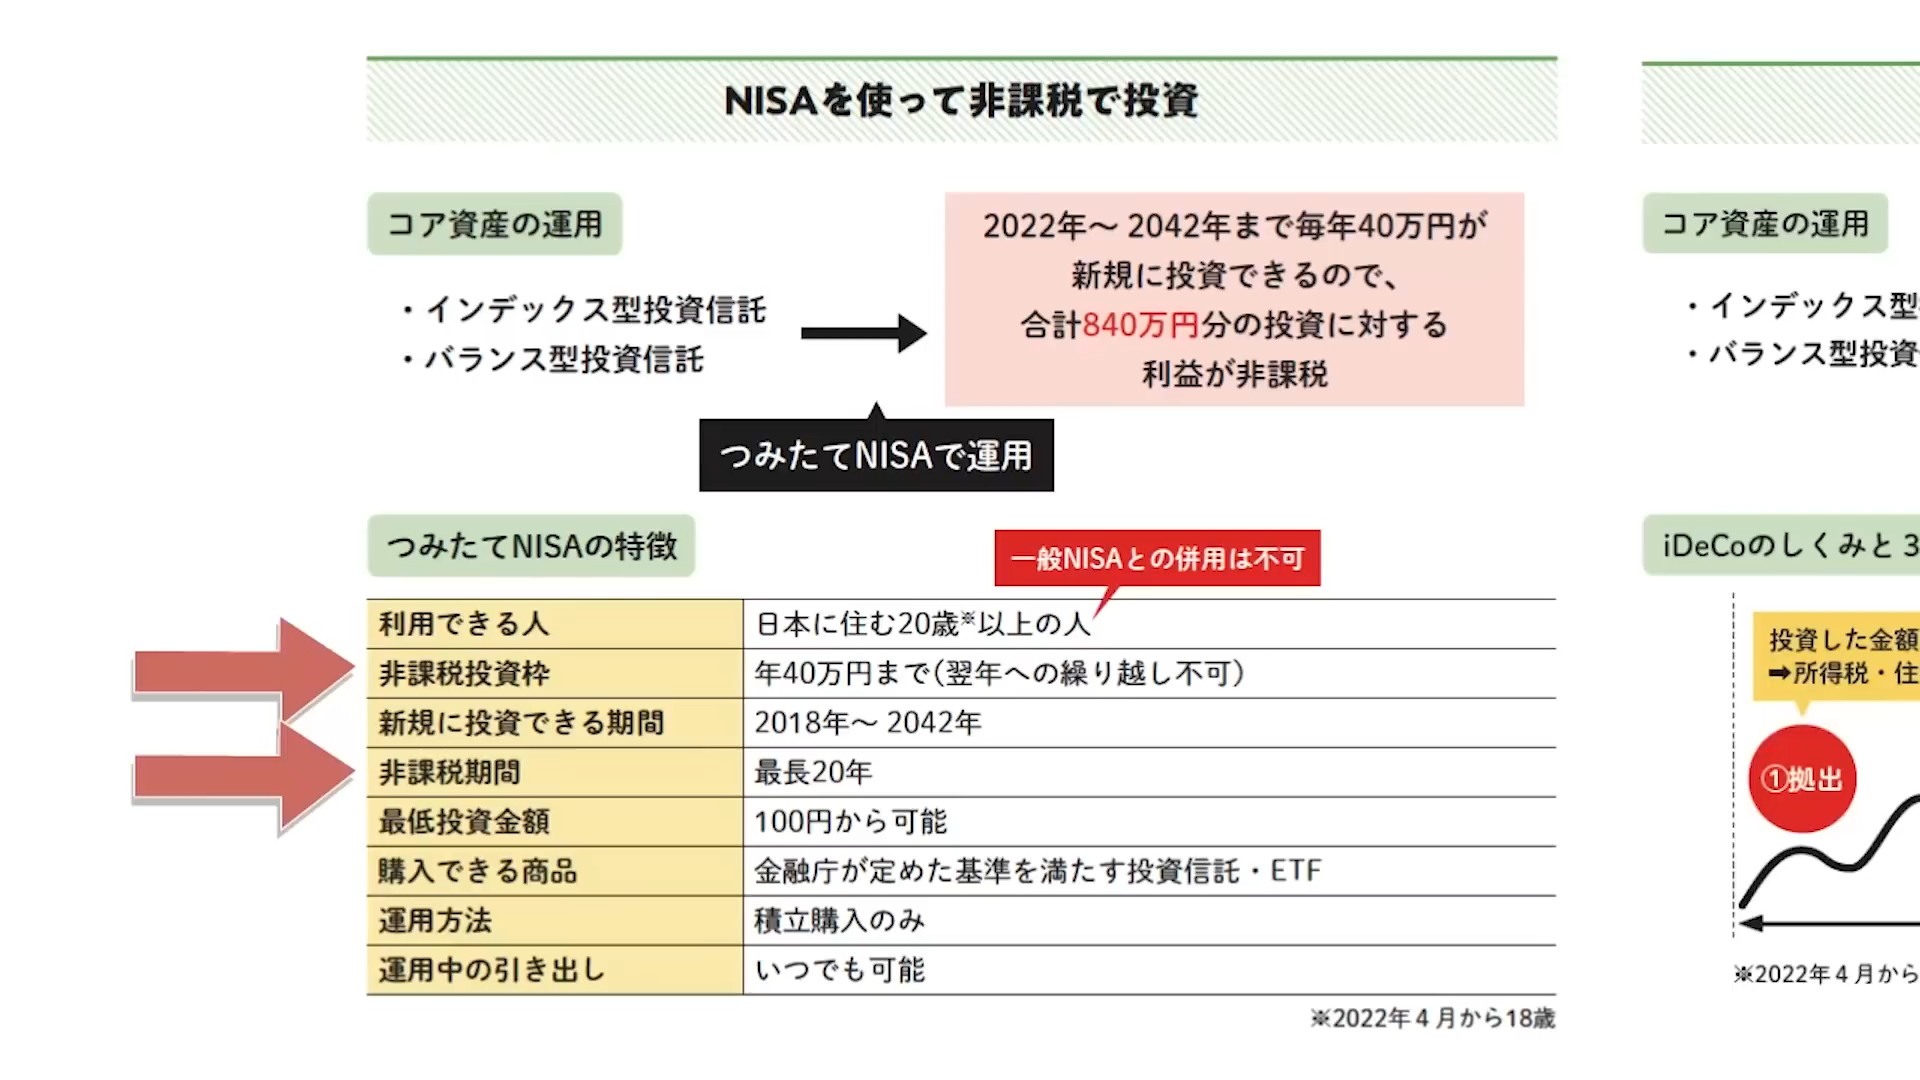 NISAを使って非課税で投資
コア資産の運用
・インデックス型投資信託
・バランス型投資信託
2022年〜 2042年まで毎年40万円が
新規に投資できるので、
合計840万円分の投資に対する
利益が非課税
つみたてNISAで運用
つみたてNISAの特徴
一般NISAとの併用は不可
利用できる人 日本に住む20歳※以上の人
非課税投資枠 年40万円まで(翌年への繰り越し不可)
新規に投資できる期間 2018年〜 2042年
非課税期間 最長20年
最低投資金額 100円から可能
購入できる商品 金融庁が定めた基準を満たす投資信託・ETF
運用方法 積立購入のみ
運用中の引き出し いつでも可能
※2022年4月から18歳
コア資産の運用
・インデックス型
・バランス型投資
iDeCoのしくみと3
投資した金額
➡所得税・住
①拠出
※2022年4月から